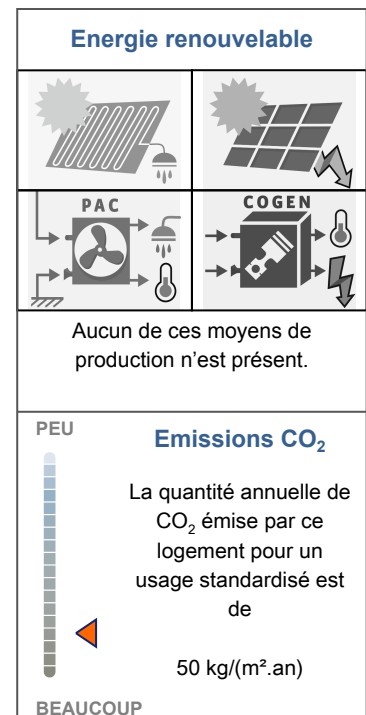 Energie renouvelable
PAC
COGEN
Aucun de ces moyens de
production n’est présent.
PEU
Emissions CO₂
La quantité annuelle de
CO₂ émise par ce
logement pour un
usage standardisé est
de
50 kg/(m².an)
BEAUCOUP